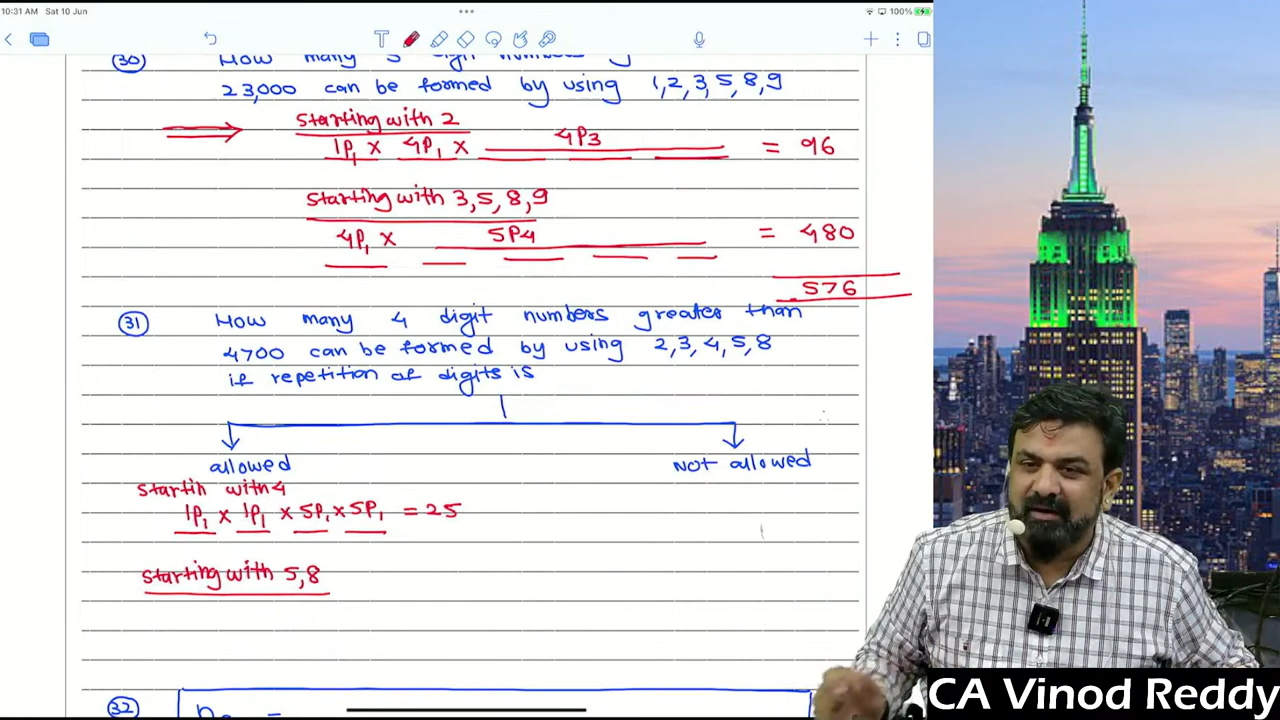 10:31 AM Sat 10 Jun
100%
30 How many 5 digit numbers
23,000 can be formed by using 1,2,3,5,8,9
starting with 2
1P1 × 4P1 × 4P3 = 96
starting with 3,5,8,9
4P1 × 5P4 = 480
576
31 How many 4 digit numbers greater than
4700 can be formed by using 2,3,4,5,8
if repetition of digits is
allowed NOT allowed
Startin with 4
1P1 × 1P1 × 5P1 × 5P1 = 25
starting with 5,8
32
CA Vinod Reddy